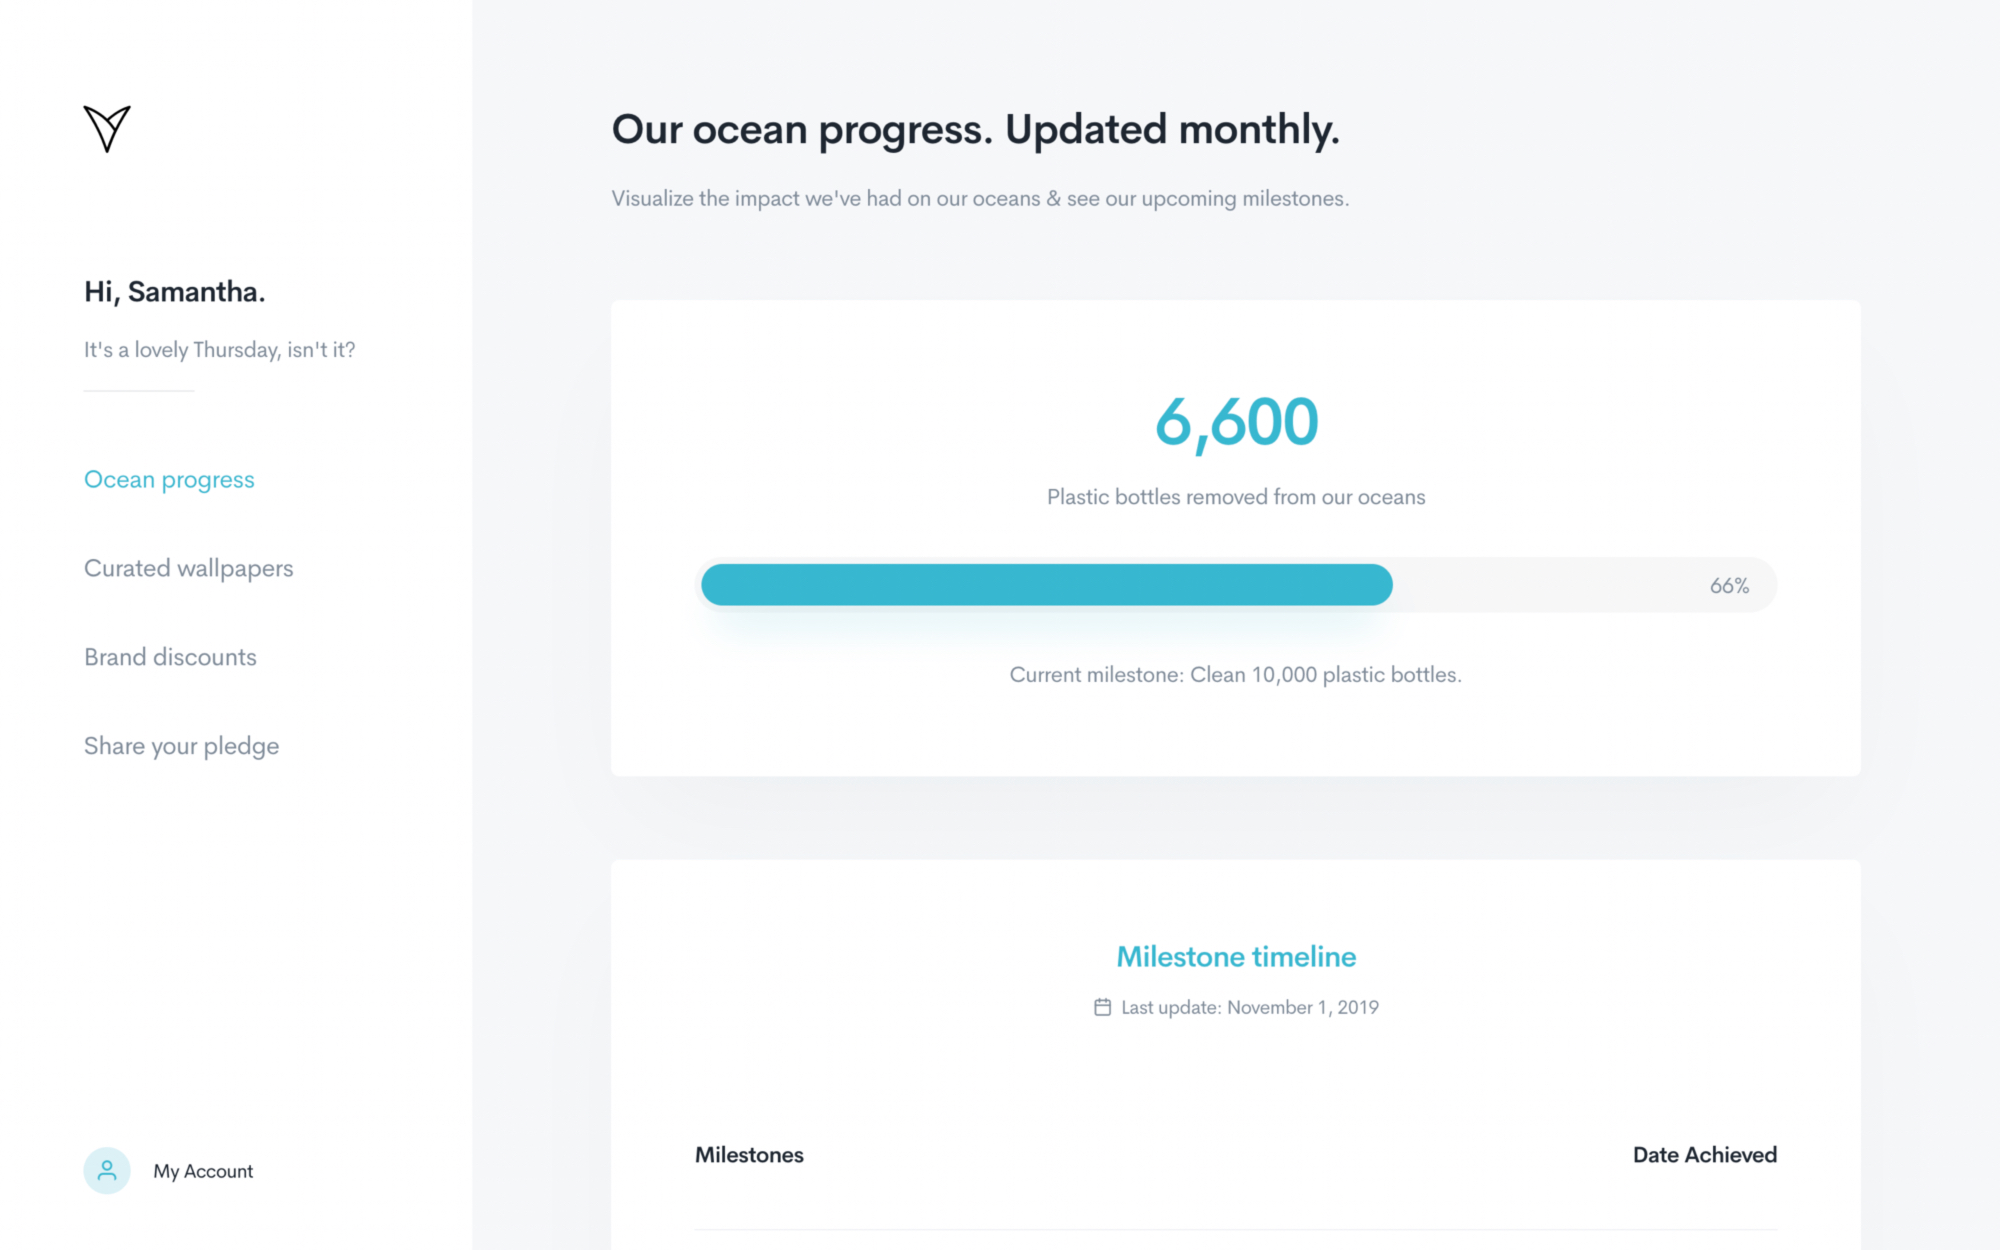 Hi, Samantha.
It's a lovely Thursday, isn't it?
Ocean progress
Curated wallpapers
Brand discounts
Share your pledge
My Account
Our ocean progress. Updated monthly.
Visualize the impact we've had on our oceans & see our upcoming milestones.
6,600
Plastic bottles removed from our oceans
66%
Current milestone: Clean 10,000 plastic bottles.
Milestone timeline
Last update: November 1, 2019
Milestones
Date Achieved